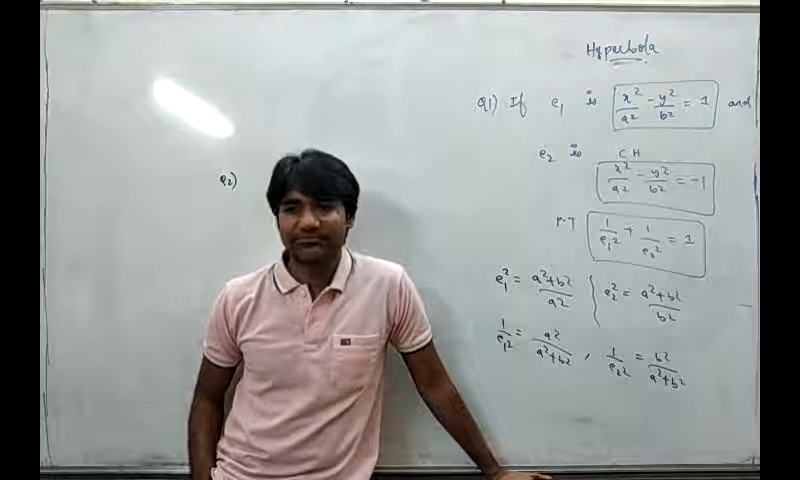 Hyperbola
Q1) If e₁ is x²/a² - y²/b² = 1 and
e₂ is CH
x²/a² - y²/b² = -1
P.T 1/e₁² + 1/e₂² = 1
e₁² = a²+b²/a² { e₂² = a²+b²/b²
1/e₁² = a²/a²+b² , 1/e₂² = b²/a²+b²
Q2)